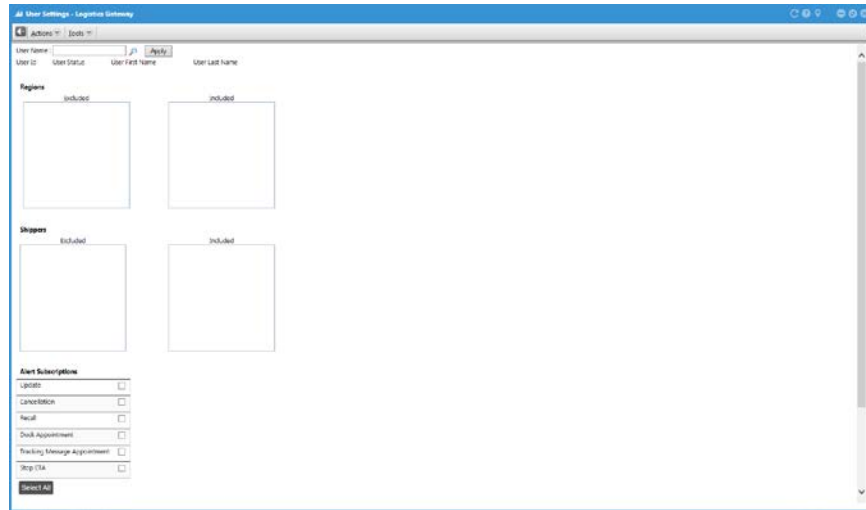 User Settings - Logistics Gateway
Actions Tools
User Name Apply
User Id User Status User First Name User Last Name
Regions
Excluded Included
Shippers
Excluded Included
Alert Subscriptions
Update
Cancellation
Recall
Dock Appointment
Tracking Message Appointment
Stop ETA
Select All